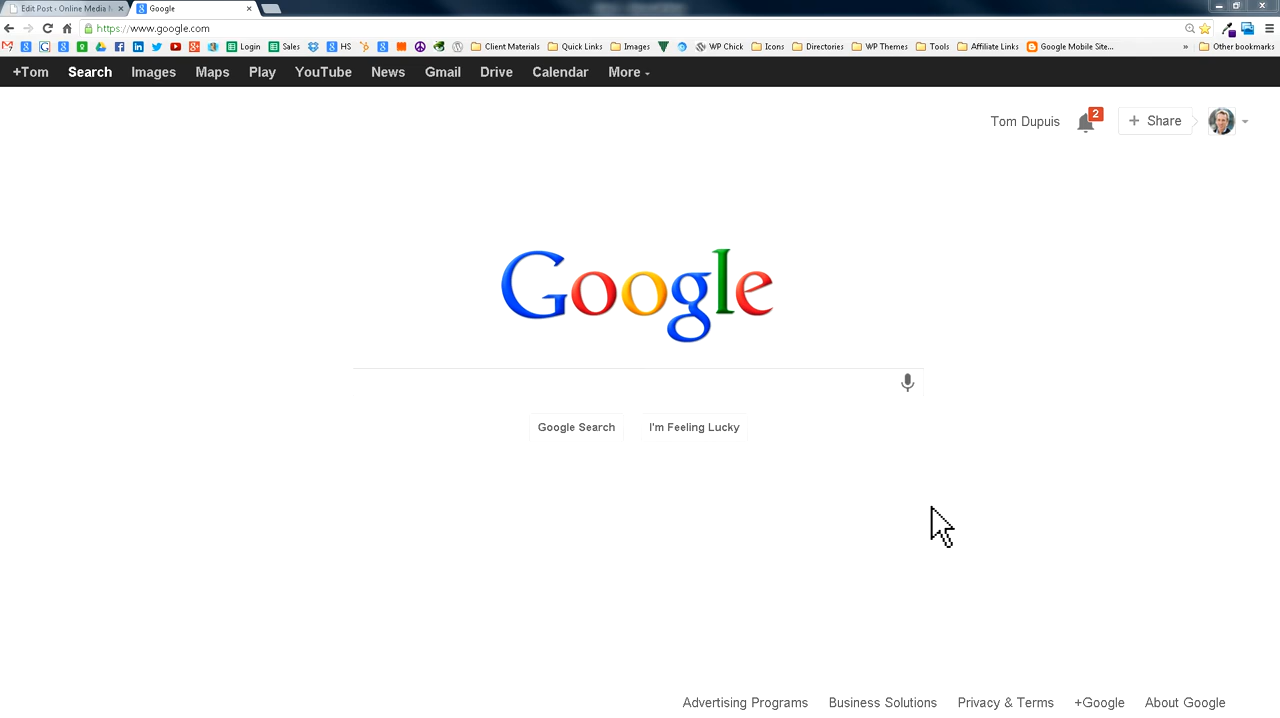 Edit Post ‹ Online Media
Google
https://www.google.com
Login Sales HS Client Materials Quick Links Images WP Chick Icons Directories WP Themes Tools Affiliate Links Google Mobile Site... » Other bookmarks
+Tom Search Images Maps Play YouTube News Gmail Drive Calendar More
Tom Dupuis 2 + Share
Google
Google Search I'm Feeling Lucky
Advertising Programs Business Solutions Privacy & Terms +Google About Google